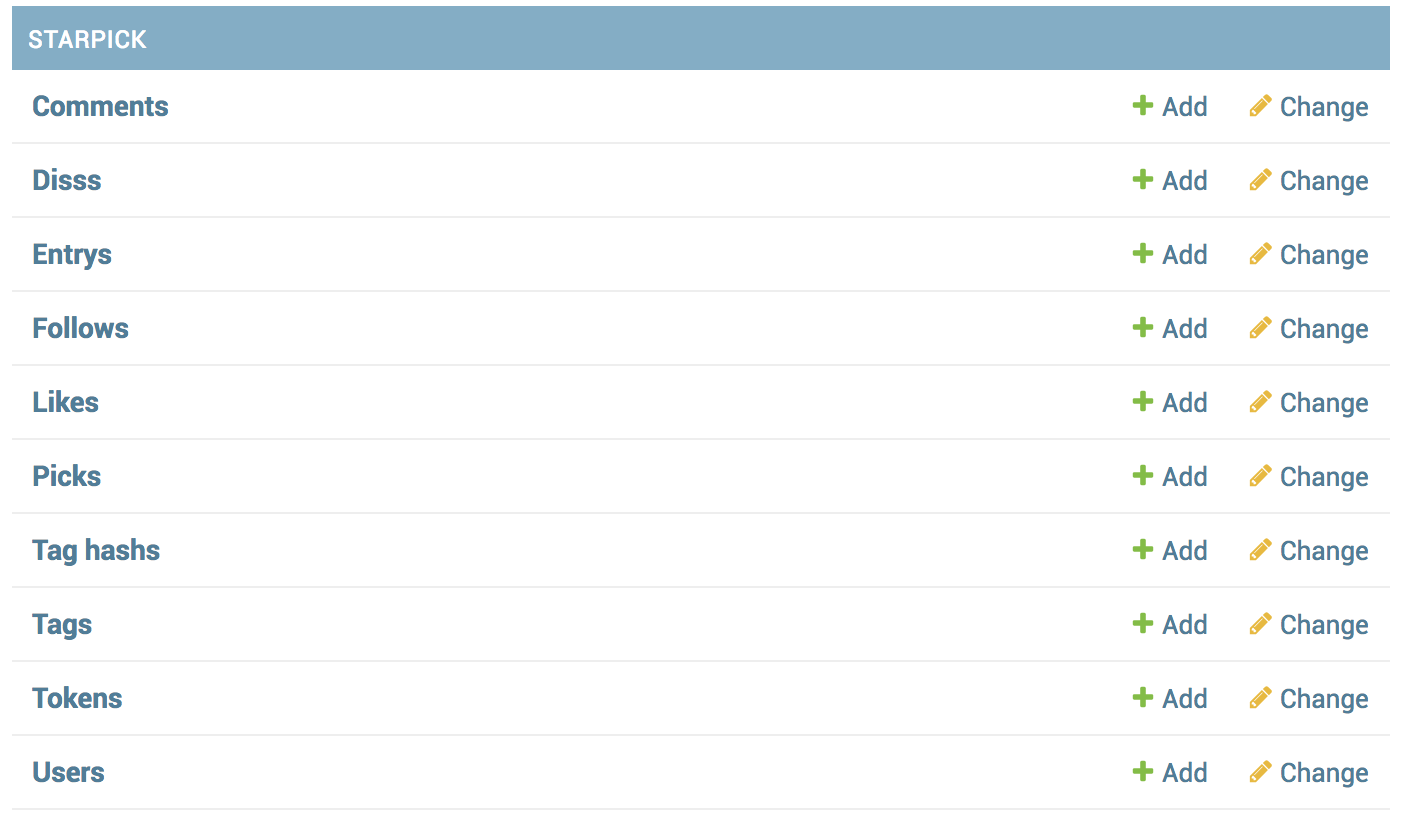 STARPICK
Comments Add Change
Disss Add Change
Entrys Add Change
Follows Add Change
Likes Add Change
Picks Add Change
Tag hashs Add Change
Tags Add Change
Tokens Add Change
Users Add Change